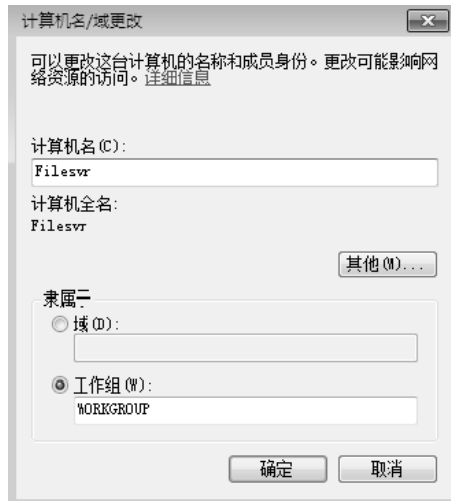 计算机名/域更改
可以更改这台计算机的名称和成员身份。更改可能影响网
络资源的访问。详细信息
计算机名(C):
Filesvr
计算机全名:
Filesvr
其他(M)...
隶属于
域(D):
工作组(W):
WORKGROUP
确定
取消